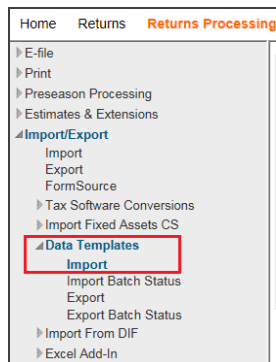 Home Returns Returns Processing
E-file
Print
Preseason Processing
Estimates & Extensions
Import/Export
Import
Export
FormSource
Tax Software Conversions
Import Fixed Assets CS
Data Templates
Import
Import Batch Status
Export
Export Batch Status
Import From DIF
Excel Add-In